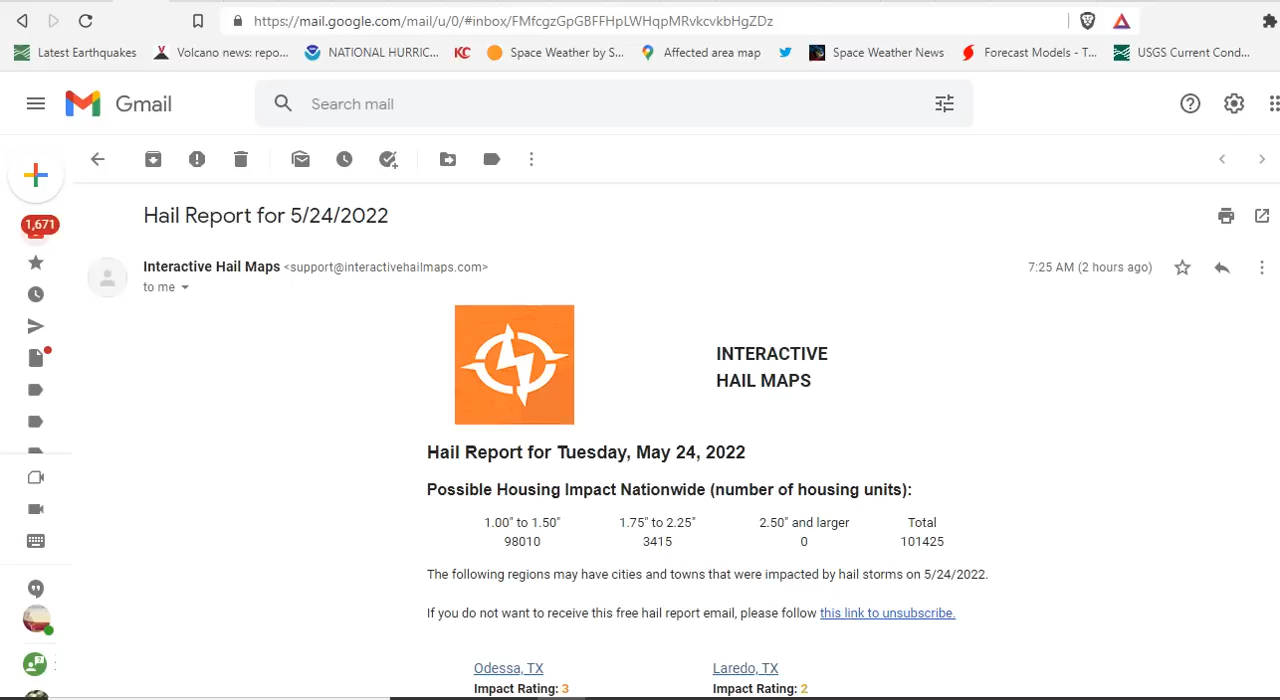 https://mail.google.com/mail/u/0/#inbox/FMfcgzGpGBFFHpLWHqpMRvkcvkbHgZDz
Latest Earthquakes Volcano news: repo... NATIONAL HURRIC... KC Space Weather by S... Affected area map Space Weather News Forecast Models - T... USGS Current Cond...
Gmail Search mail
Hail Report for 5/24/2022
1,671
Interactive Hail Maps <support@interactivehailmaps.com> 7:25 AM (2 hours ago)
to me
INTERACTIVE
HAIL MAPS
Hail Report for Tuesday, May 24, 2022
Possible Housing Impact Nationwide (number of housing units):
1.00" to 1.50" 1.75" to 2.25" 2.50" and larger Total
98010 3415 0 101425
The following regions may have cities and towns that were impacted by hail storms on 5/24/2022.
If you do not want to receive this free hail report email, please follow this link to unsubscribe.
Odessa, TX Laredo, TX
Impact Rating: 3 Impact Rating: 2